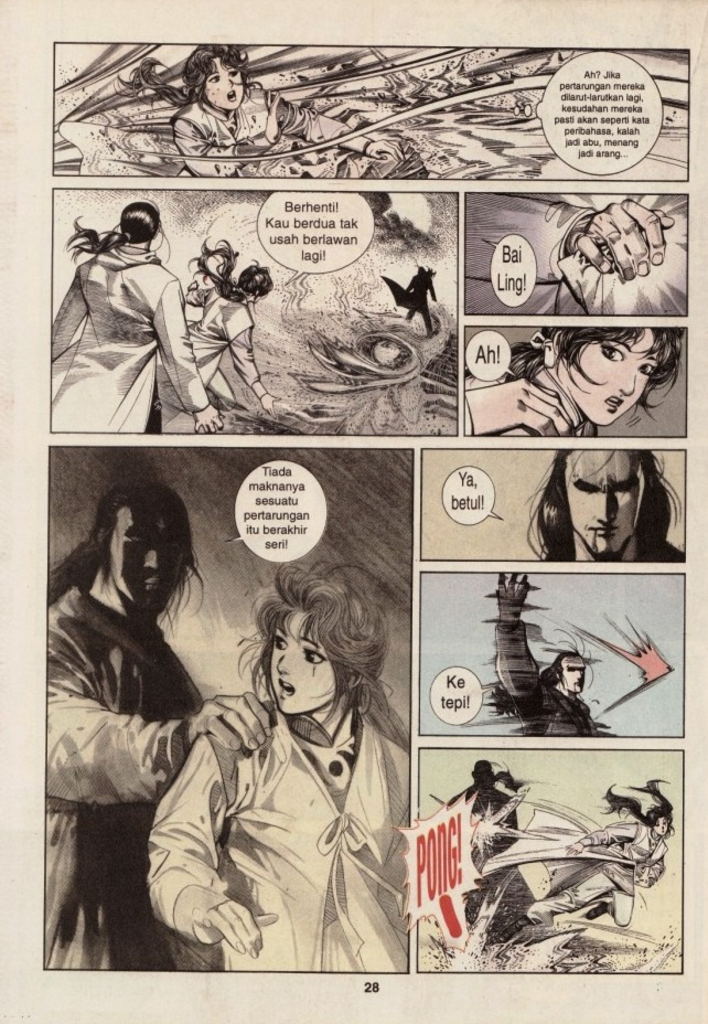 Ah? Jika
pertarungan mereka
dilarut-larutkan lagi,
kesudahan mereka
pasti akan seperti kata
peribahasa, kalah
jadi abu, menang
jadi arang...
Berhenti!
Kau berdua tak
usah berlawan
lagi!
Bai
Ling!
Ah!
Tiada
maknanya
sesuatu
pertarungan
itu berakhir
seri!
Ya,
betul!
Ke
tepi!
PONG!
28